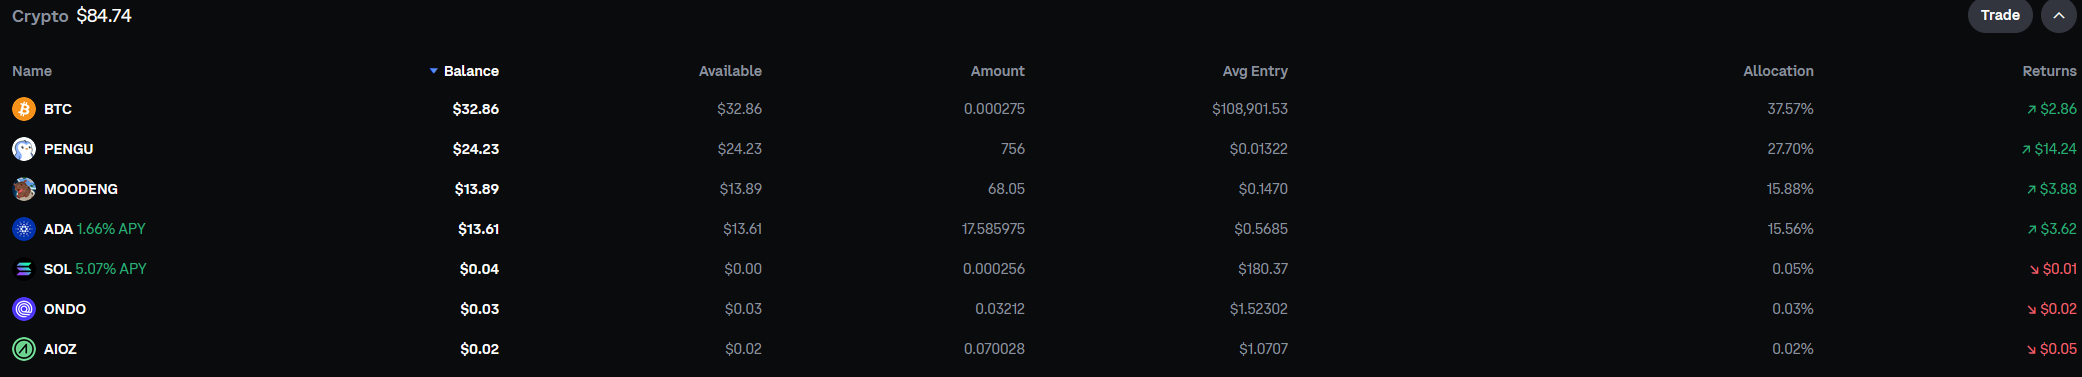 Crypto $84.74 Trade
Name Balance Available Amount Avg Entry Allocation Returns
BTC $32.86 $32.86 0.000275 $108,901.53 37.57% $2.86
PENGU $24.23 $24.23 756 $0.01322 27.70% $14.24
MOODENG $13.89 $13.89 68.05 $0.1470 15.88% $3.88
ADA 1.66% APY $13.61 $13.61 17.585975 $0.5685 15.56% $3.62
SOL 5.07% APY $0.04 $0.00 0.000256 $180.37 0.05% $0.01
ONDO $0.03 $0.03 0.03212 $1.52302 0.03% $0.02
AIOZ $0.02 $0.02 0.070028 $1.0707 0.02% $0.05